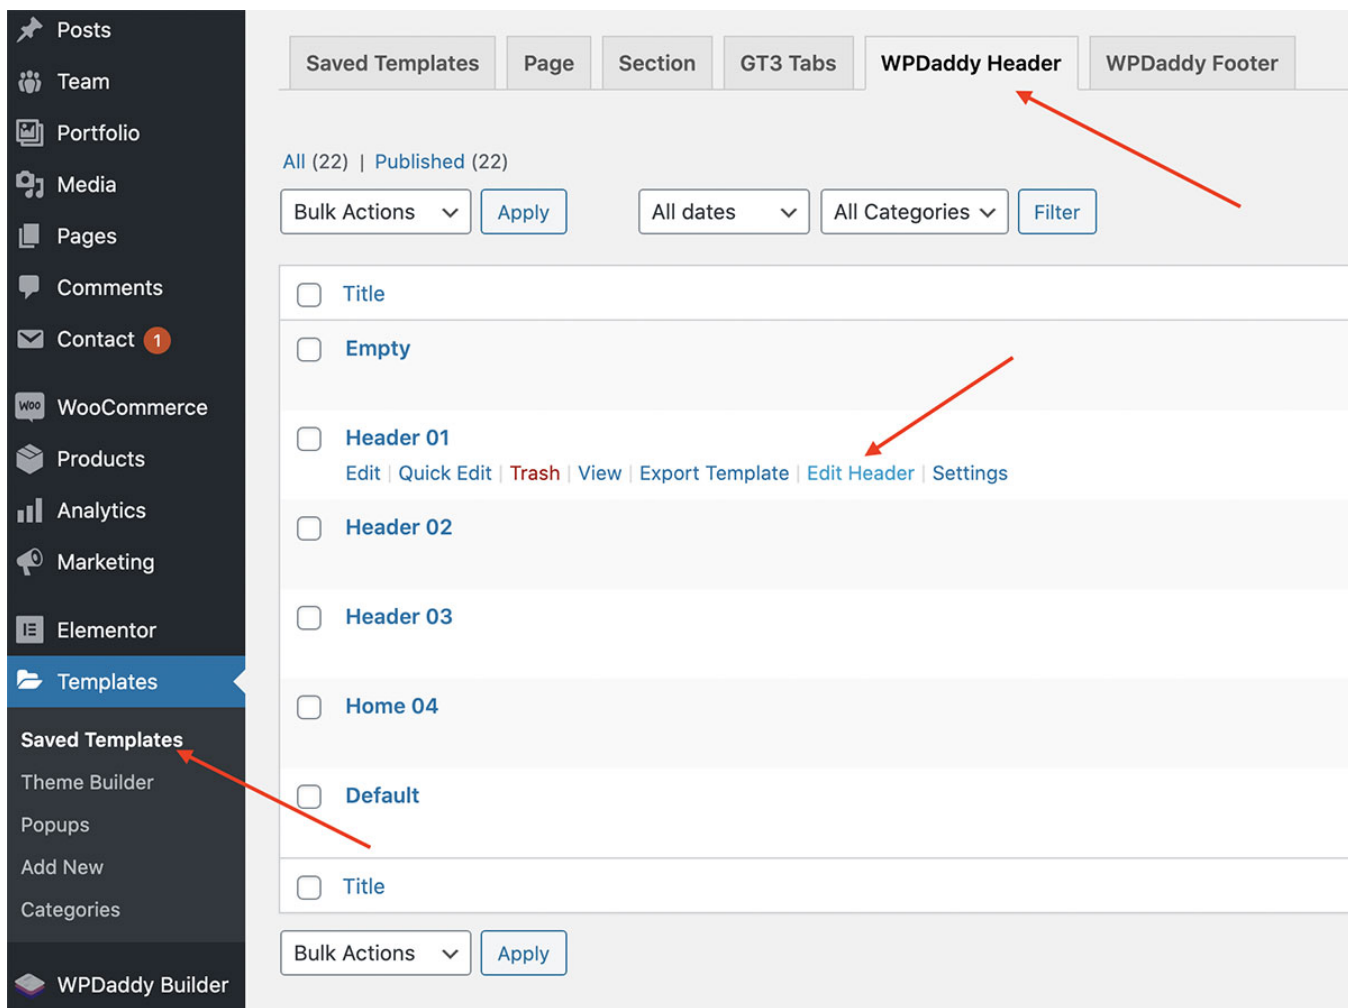 Posts
Team
Portfolio
Media
Pages
Comments
Contact 1
Woo WooCommerce
Products
Analytics
Marketing
Elementor
Templates
Saved Templates
Theme Builder
Popups
Add New
Categories
WPDaddy Builder
Saved Templates Page Section GT3 Tabs WPDaddy Header WPDaddy Footer
All (22) | Published (22)
Bulk Actions Apply All dates All Categories Filter
Title
Empty
Header 01
Edit | Quick Edit | Trash | View | Export Template | Edit Header | Settings
Header 02
Header 03
Home 04
Default
Title
Bulk Actions Apply